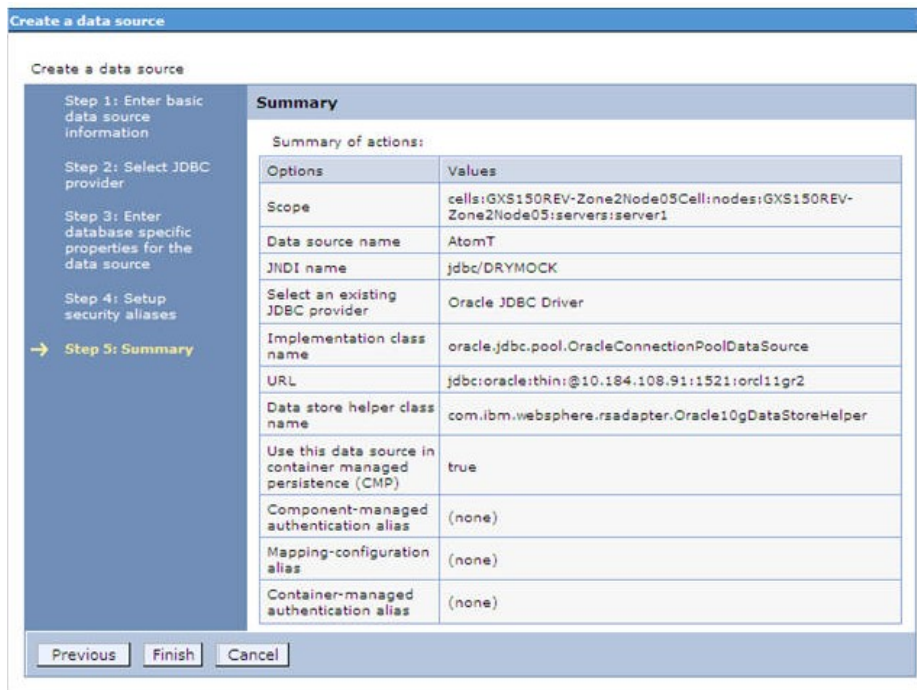 Create a data source
Create a data source
Step 1: Enter basic
data source
information
Step 2: Select JDBC
provider
Step 3: Enter
database specific
properties for the
data source
Step 4: Setup
security aliases
Step 5: Summary
Summary
Summary of actions:
Options Values
Scope cells:GXS150REV-Zone2Node05Cell:nodes:GXS150REV-
Zone2Node05:servers:server1
Data source name AtomT
JNDI name jdbc/DRYMOCK
Select an existing
JDBC provider Oracle JDBC Driver
Implementation class
name oracle.jdbc.pool.OracleConnectionPoolDataSource
URL jdbc:oracle:thin:@10.184.108.91:1521:orcl11gr2
Data store helper class
name com.ibm.websphere.rsadapter.Oracle10gDataStoreHelper
Use this data source in
container managed
persistence (CMP) true
Component-managed
authentication alias (none)
Mapping-configuration
alias (none)
Container-managed
authentication alias (none)
Previous Finish Cancel